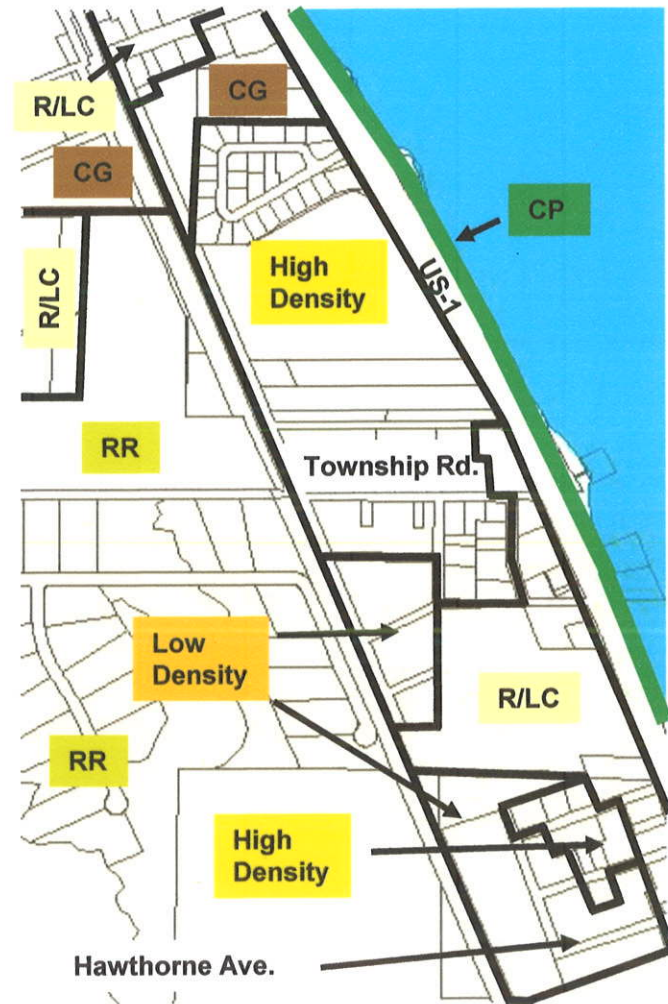 R/LC
CG
CG
CP
R/LC
High
Density
US-1
RR
Township Rd.
Low
Density
R/LC
RR
High
Density
Hawthorne Ave.